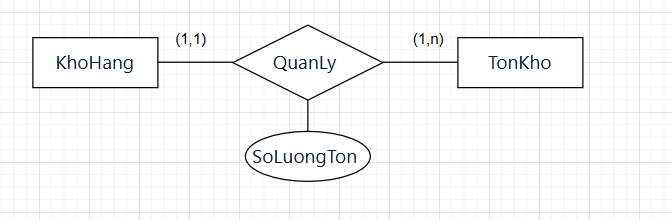 (1,1)
(1,n)
KhoHang
QuanLy
TonKho
SoLuongTon